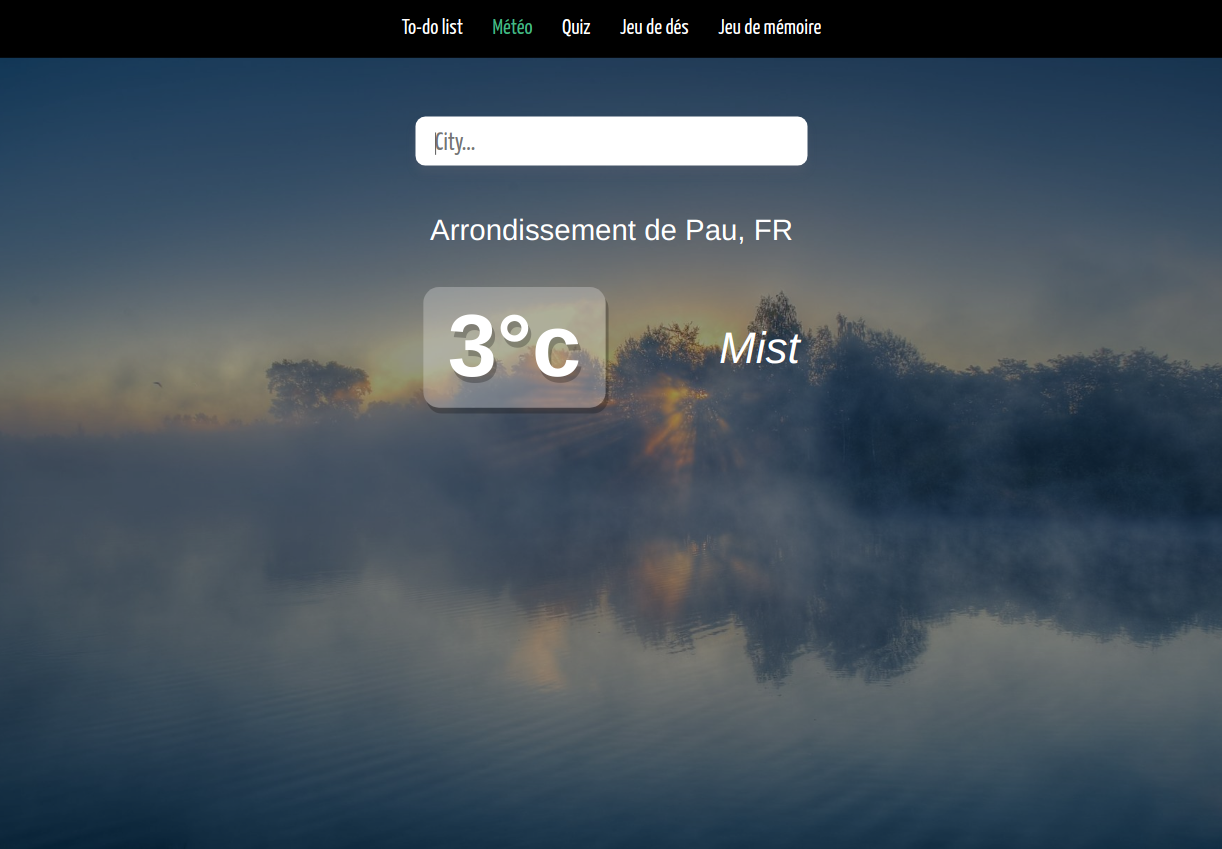 To-do list Météo Quiz Jeu de dés Jeu de mémoire
City...
Arrondissement de Pau, FR
3°c
Mist